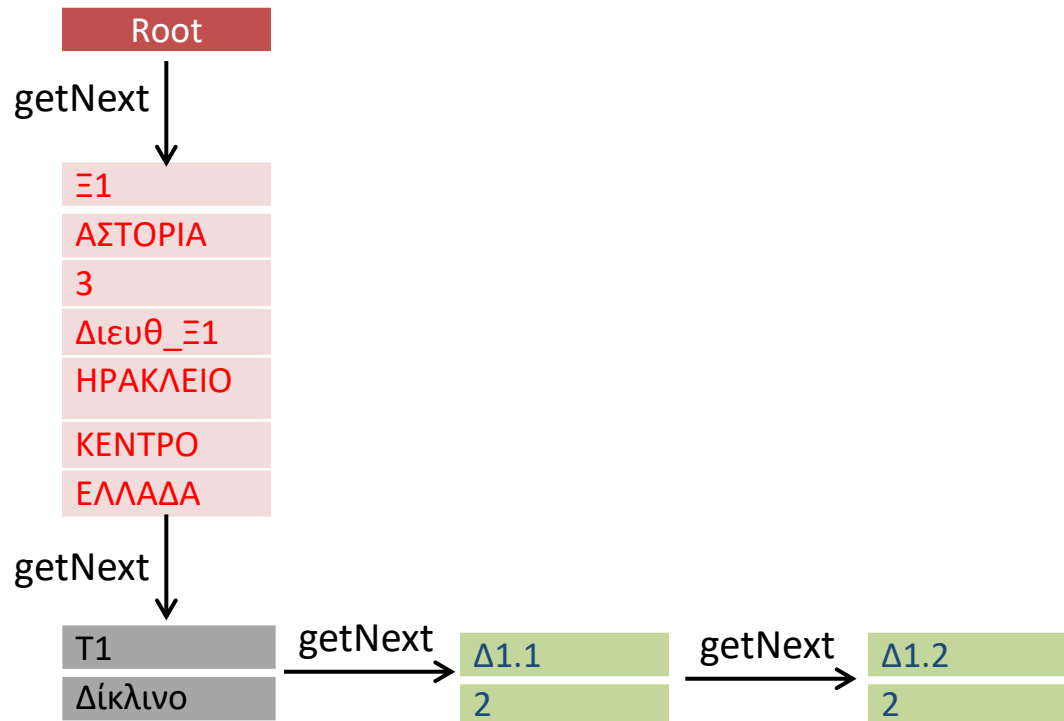 Root
getNext
Ξ1
ΑΣΤΟΡΙΑ
3
Διευθ_Ξ1
ΗΡΑΚΛΕΙΟ
ΚΕΝΤΡΟ
ΕΛΛΑΔΑ
getNext
Τ1
Δίκλινο
getNext
Δ1.1
2
getNext
Δ1.2
2